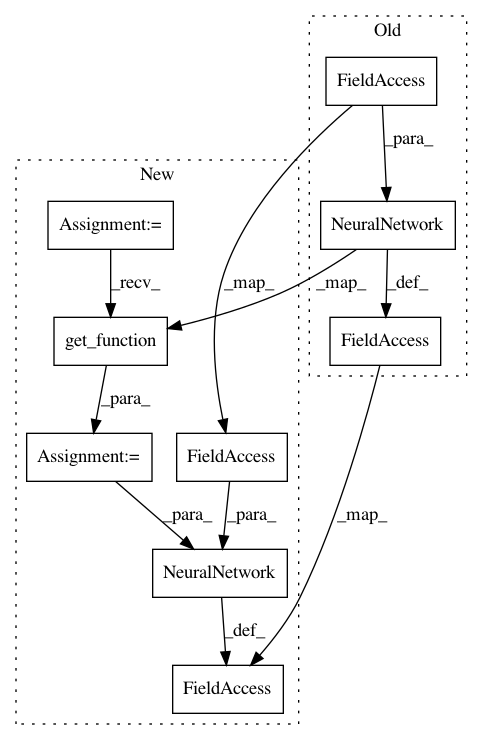 Old
FieldAccess
_para_
New
Assignment:=
NeuralNetwork
_recv_
_map_
_map_
_def_
get_function
FieldAccess
_para_
Assignment:=
FieldAccess
_para_
_para_
_map_
NeuralNetwork
_def_
FieldAccess